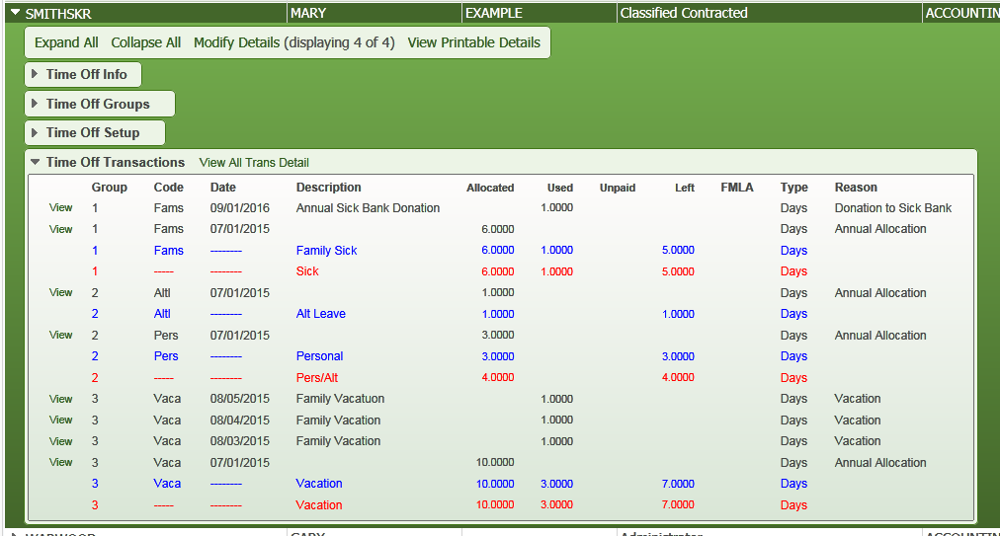 SMITHSKR MARY EXAMPLE Classified Contracted ACCOUNTIN
Expand All Collapse All Modify Details (displaying 4 of 4) View Printable Details
Time Off Info
Time Off Groups
Time Off Setup
Time Off Transactions View All Trans Detail
Group Code Date Description Allocated Used Unpaid Left FMLA Type Reason
View 1 Fams 09/01/2016 Annual Sick Bank Donation 1.0000 Days Donation to Sick Bank
View 1 Fams 07/01/2015 6.0000 Days Annual Allocation
1 Fams -------- Family Sick 6.0000 1.0000 5.0000 Days
1 ----- -------- Sick 6.0000 1.0000 5.0000 Days
View 2 Altl 07/01/2015 1.0000 Days Annual Allocation
2 Altl -------- Alt Leave 1.0000 1.0000 Days
View 2 Pers 07/01/2015 3.0000 Days Annual Allocation
2 Pers -------- Personal 3.0000 3.0000 Days
2 ----- -------- Pers/Alt 4.0000 4.0000 Days
View 3 Vaca 08/05/2015 Family Vacatuon 1.0000 Days Vacation
View 3 Vaca 08/04/2015 Family Vacation 1.0000 Days Vacation
View 3 Vaca 08/03/2015 Family Vacation 1.0000 Days Vacation
View 3 Vaca 07/01/2015 10.0000 Days Annual Allocation
3 Vaca -------- Vacation 10.0000 3.0000 7.0000 Days
3 ----- -------- Vacation 10.0000 3.0000 7.0000 Days
GARY Administrator ACCOUNTIN